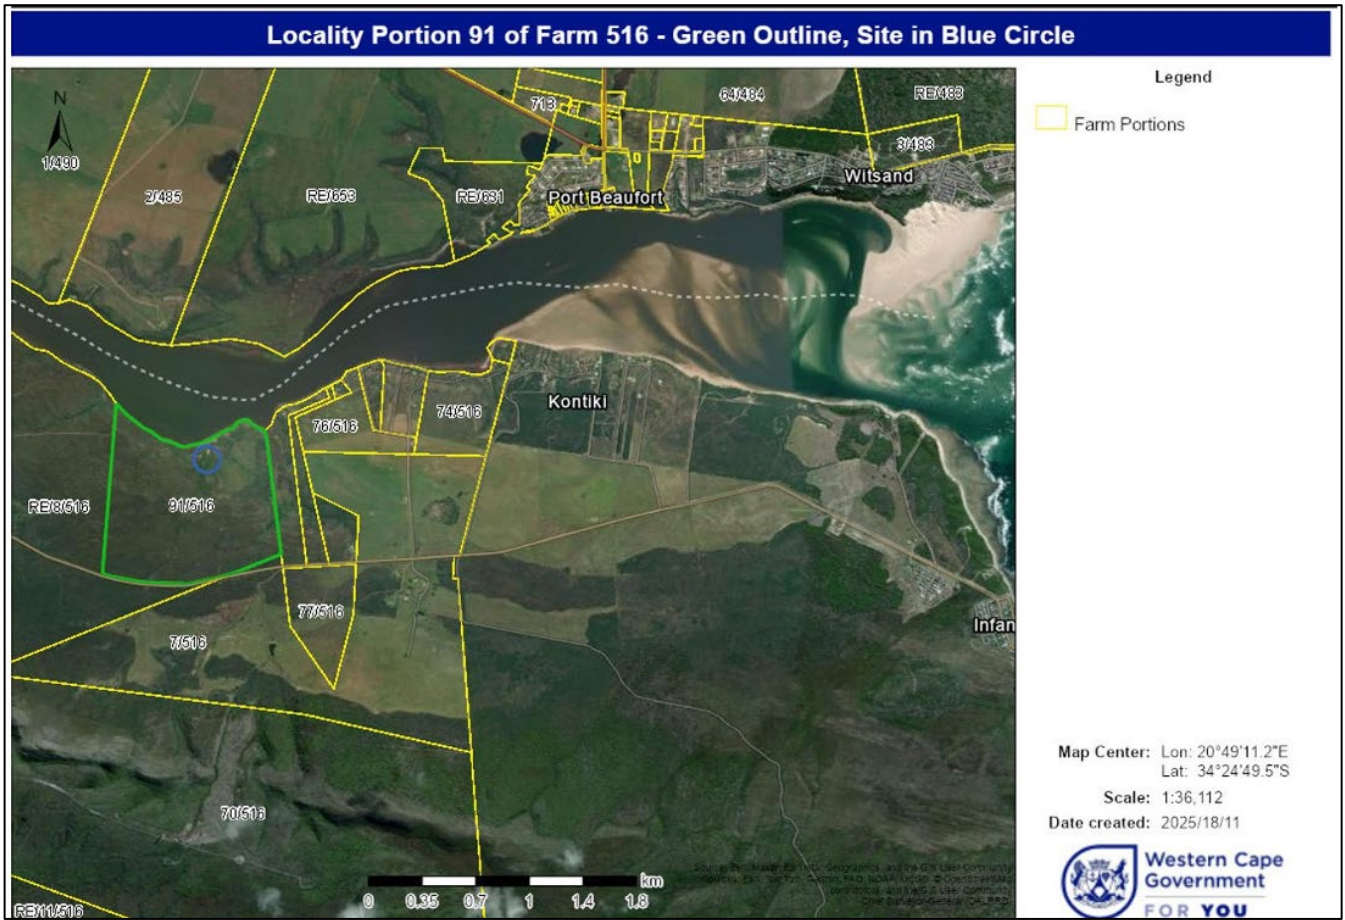 Locality Portion 91 of Farm 516 - Green Outline, Site in Blue Circle
Legend
Farm Portions
N
1/490
2/485
RE/653
RE/631
713
64/484
RE/483
3/483
Port Beaufort
Witsand
Kontiki
76/516
74/516
RE/8/516
91/516
77/516
7/516
Infan
70/516
RE/11/516
km
0 0.35 0.7 1 1.4 1.8
Map Center: Lon: 20°49'11.2"E
Lat: 34°24'49.5"S
Scale: 1:36,112
Date created: 2025/18/11
Western Cape
Government
FOR YOU